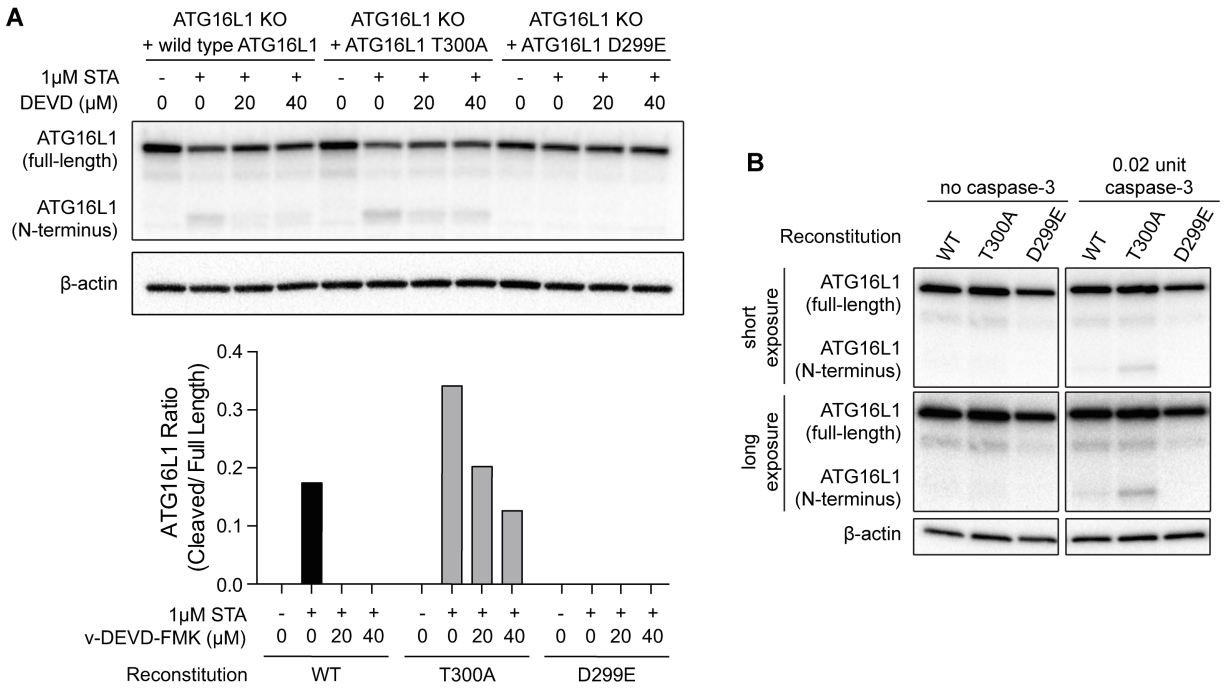 A
ATG16L1 KO ATG16L1 KO ATG16L1 KO
+ wild type ATG16L1 + ATG16L1 T300A + ATG16L1 D299E
1µM STA - + + + - + + + - + + +
DEVD (µM) 0 0 20 40 0 0 20 40 0 0 20 40
ATG16L1
(full-length)
ATG16L1
(N-terminus)
β-actin
0.4
0.3
0.2
0.1
0.0
ATG16L1 Ratio
(Cleaved/ Full Length)
1µM STA - + + + - + + + - + + +
v-DEVD-FMK (µM) 0 0 20 40 0 0 20 40 0 0 20 40
Reconstitution WT T300A D299E
B
no caspase-3 0.02 unit
caspase-3
Reconstitution WT T300A D299E WT T300A D299E
short
exposure
ATG16L1
(full-length)
ATG16L1
(N-terminus)
long
exposure
ATG16L1
(full-length)
ATG16L1
(N-terminus)
β-actin